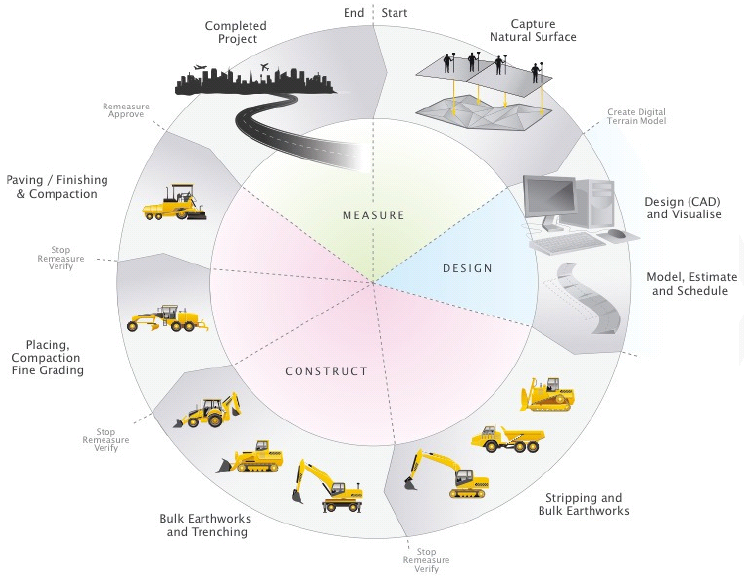 End
Start
Capture
Natural Surface
Create Digital
Terrain Model
Design (CAD)
and Visualise
Model, Estimate
and Schedule
Stripping and
Bulk Earthworks
Stop
Remeasure
Verify
Bulk Earthworks
and Trenching
Stop
Remeasure
Verify
Placing,
Compaction
Fine Grading
Stop
Remeasure
Verify
Paving / Finishing
& Compaction
Remeasure
Approve
Completed
Project
MEASURE
DESIGN
CONSTRUCT